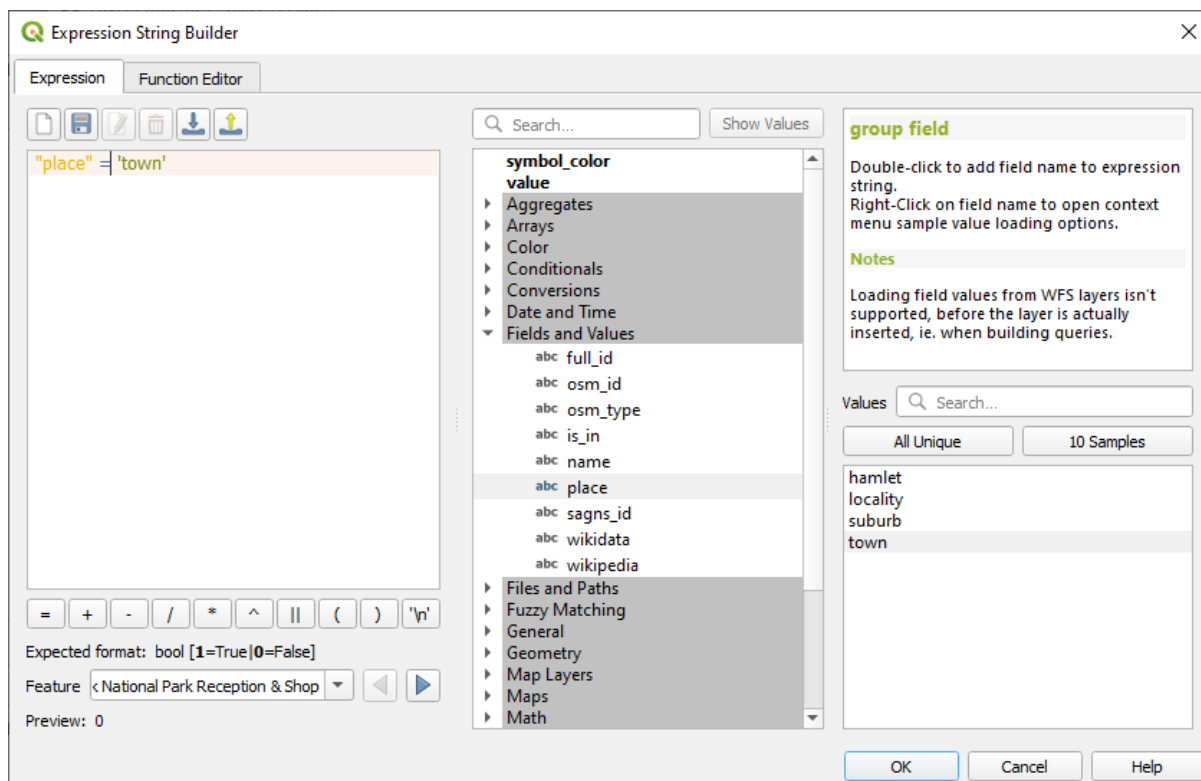 Expression String Builder
Expression
Function Editor
"place" = 'town'
= + - / * ^ || ( ) '\n'
Expected format: bool [1=True|0=False]
Feature
National Park Reception & Shop
Preview: 0
Search...
Show Values
symbol_color
value
Aggregates
Arrays
Color
Conditionals
Conversions
Date and Time
Fields and Values
abc full_id
abc osm_id
abc osm_type
abc is_in
abc name
abc place
abc sagns_id
abc wikidata
abc wikipedia
Files and Paths
Fuzzy Matching
General
Geometry
Map Layers
Maps
Math
group field
Double-click to add field name to expression
string.
Right-Click on field name to open context
menu sample value loading options.
Notes
Loading field values from WFS layers isn't
supported, before the layer is actually
inserted, ie. when building queries.
Values
Search...
All Unique
10 Samples
hamlet
locality
suburb
town
OK
Cancel
Help